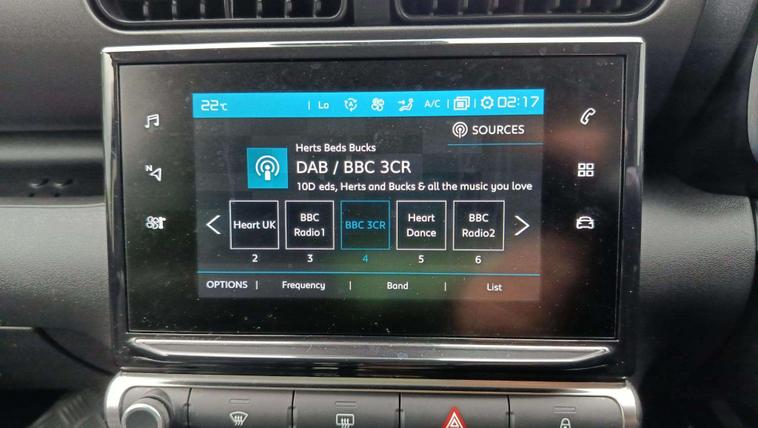 22°C | Lo A/C | | 02:17
SOURCES
Herts Beds Bucks
DAB / BBC 3CR
10D eds, Herts and Bucks & all the music you love
Heart UK
BBC
Radio1
BBC 3CR
Heart
Dance
BBC
Radio2
2 3 4 5 6
OPTIONS | Frequency | Band | List
N